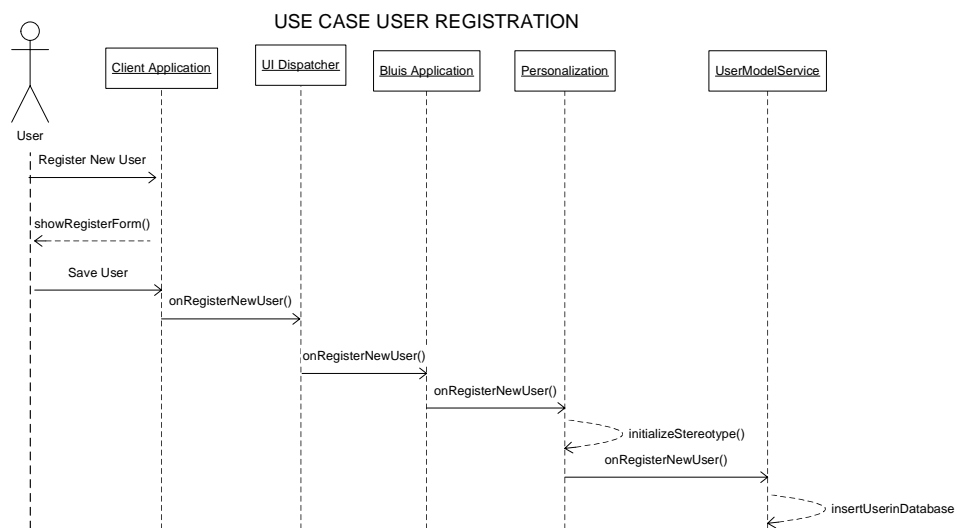 USE CASE USER REGISTRATION
Client Application
UI Dispatcher
Bluis Application
Personalization
UserModelService
User
Register New User
showRegisterForm()
Save User
onRegisterNewUser()
onRegisterNewUser()
onRegisterNewUser()
initializeStereotype()
onRegisterNewUser()
insertUserinDatabase